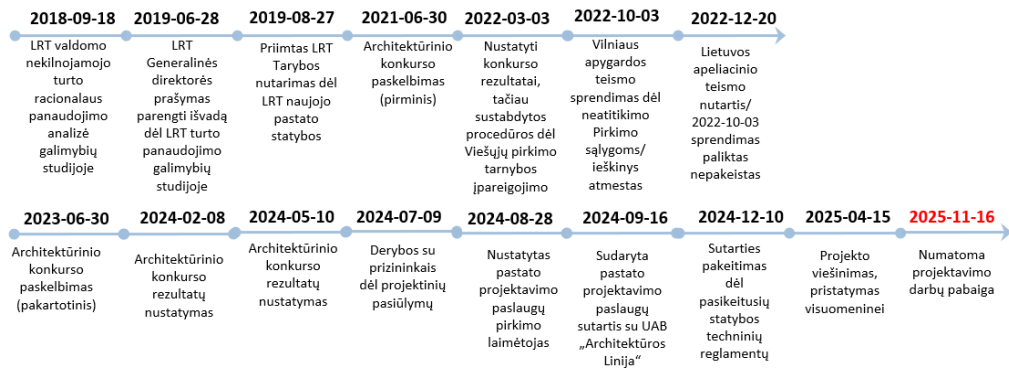 2018-09-18
LRT valdomo
nekilnojamojo
turto
racionalaus
panaudojimo
analizė
galimybių
studijoje
2019-06-28
LRT
Generalinės
direktorės
prašymas
parengti išvadą
dėl LRT turto
panaudojimo
galimybių
studijoje
2019-08-27
Priimtas LRT
Tarybos
nutarimas dėl
LRT naujojo
pastato
statybos
2021-06-30
Architektūrinio
konkurso
paskelbimas
(pirminis)
2022-03-03
Nustatyti
konkurso
rezultatai,
tačiau
sustabdytos
procedūros dėl
Viešųjų pirkimo
tarnybos
įpareigojimo
2022-10-03
Vilniaus
apygardos
teismo
sprendimas dėl
neatitikimo
Pirkimo
sąlygoms/
ieškinys
atmestas
2022-12-20
Lietuvos
apeliacinio
teismo
nutartis/
2022-10-03
sprendimas
paliktas
nepakeistas
2023-06-30
Architektūrinio
konkurso
paskelbimas
(pakartotinis)
2024-02-08
Architektūrinio
konkurso
rezultatų
nustatymas
2024-05-10
Architektūrinio
konkurso
rezultatų
nustatymas
2024-07-09
Derybos su
prizininkais
dėl projektinių
pasiūlymų
2024-08-28
Nustatytas
pastato
projektavimo
paslaugų
pirkimo
laimėtojas
2024-09-16
Sudaryta
pastato
projektavimo
paslaugų
sutartis su UAB
„Architektūros
Linija“
2024-12-10
Sutarties
pakeitimas
dėl
pasikeitusių
statybos
techninių
reglamentų
2025-04-15
Projekto
viešinimas,
pristatymas
visuomeninei
2025-11-16
Numatoma
projektavimo
darbų pabaiga